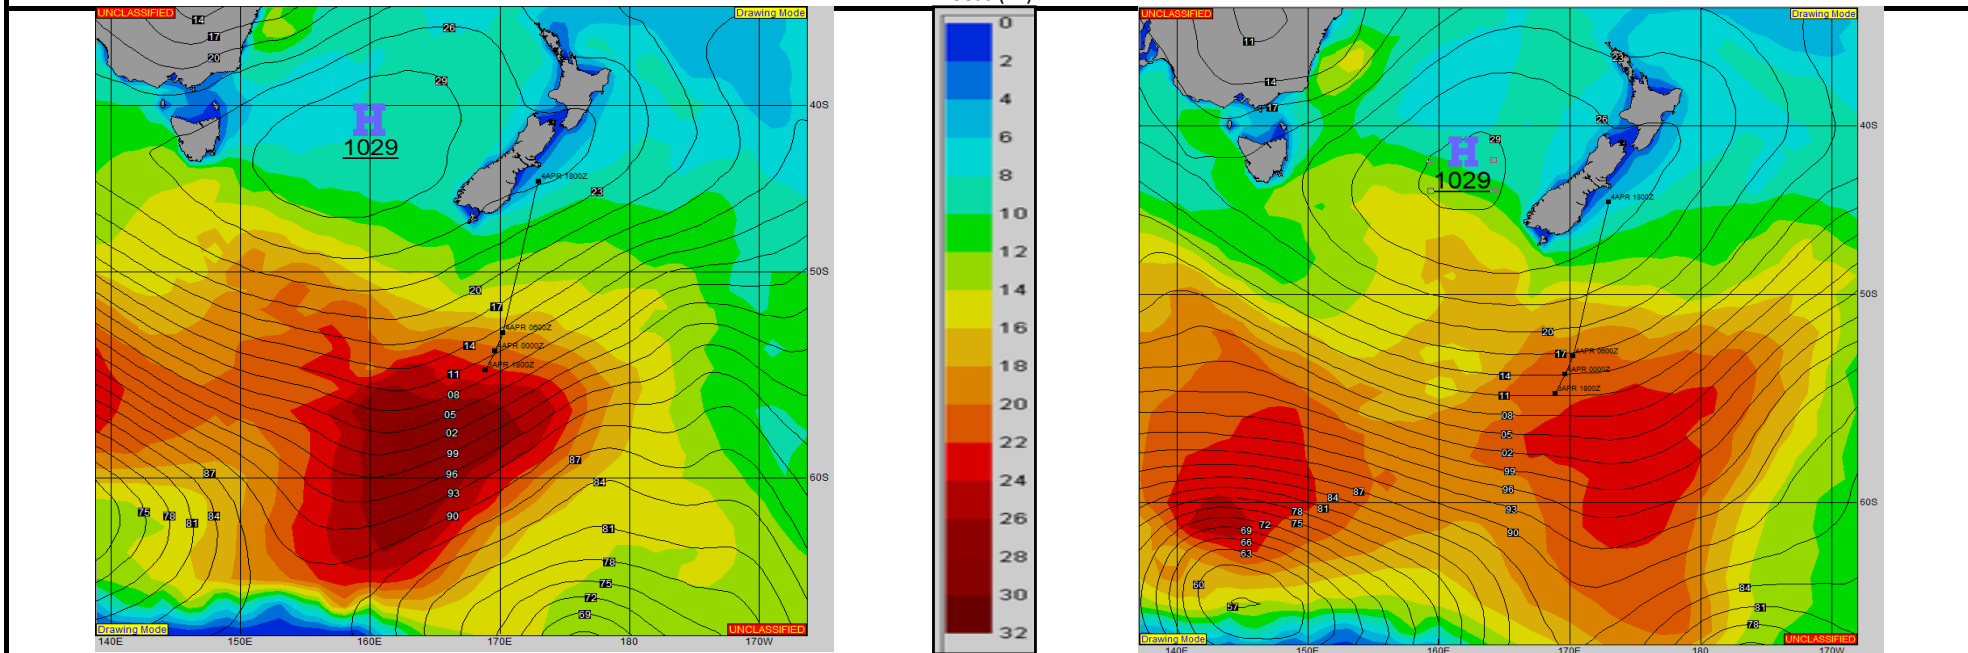 UNCLASSIFIED
Drawing Mode
14
17
20
26
29
H
1029
40S
4APR 1800Z
23
50S
20
17
4APR 0600Z
14
4APR 0000Z
3APR 1800Z
11
08
05
02
99
96
93
90
87
87
84
60S
75
78
81
84
81
78
75
72
69
Drawing Mode
UNCLASSIFIED
140E
150E
160E
170E
180
170W
0
2
4
6
8
10
12
14
16
18
20
22
24
26
28
30
32
UNCLASSIFIED
Drawing Mode
11
14
17
23
26
29
H
1029
40S
4APR 1800Z
50S
20
17
4APR 0600Z
14
4APR 0000Z
11
3APR 1800Z
08
05
02
99
96
93
90
87
84
81
78
75
72
69
66
63
60
57
60S
84
81
78
Drawing Mode
UNCLASSIFIED
140E
150E
160E
170E
180
170W